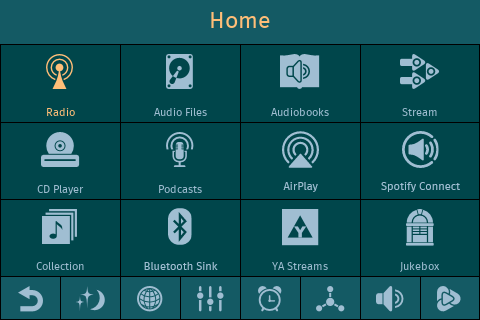 Home
Radio
Audio Files
Audiobooks
Stream
CD Player
Podcasts
AirPlay
Spotify Connect
Collection
Bluetooth Sink
YA Streams
Jukebox